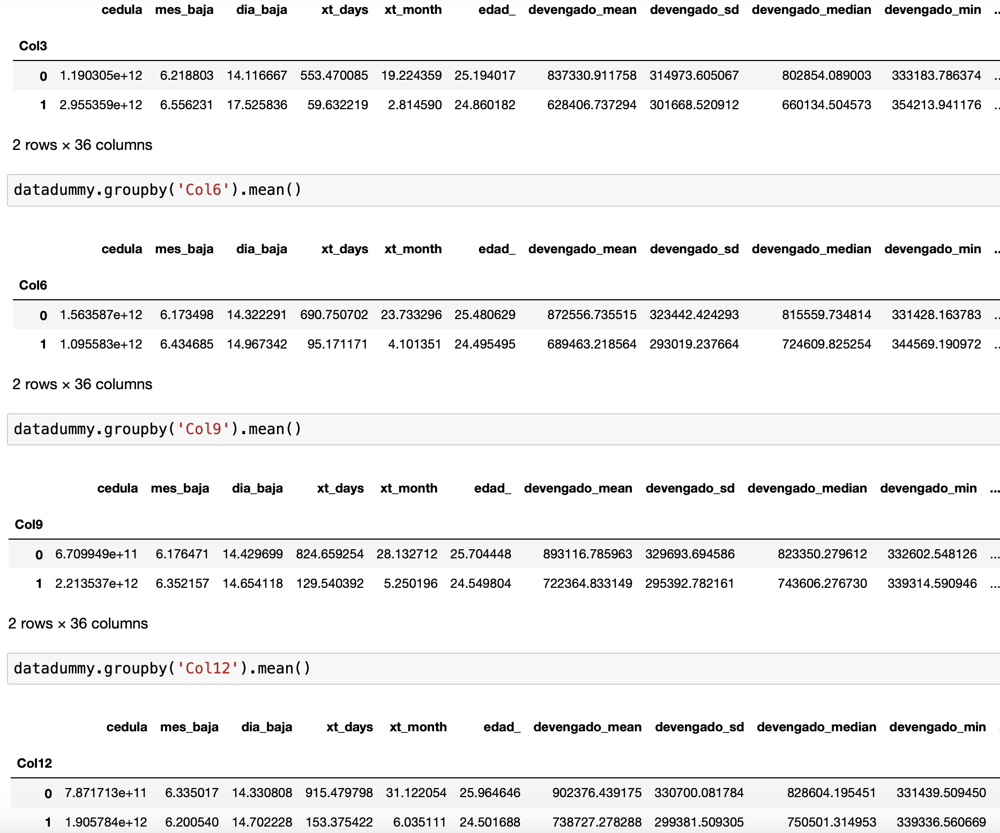 cedula mes_baja dia_baja xt_days xt_month edad_ devengado_mean devengado_sd devengado_median devengado_min ..
Col3
0 1.190305e+12 6.218803 14.116667 553.470085 19.224359 25.194017 837330.911758 314973.605067 802854.089003 333183.786374 ..
1 2.955359e+12 6.556231 17.525836 59.632219 2.814590 24.860182 628406.737294 301668.520912 660134.504573 354213.941176 ..
2 rows × 36 columns
datadummy.groupby('Col6').mean()
cedula mes_baja dia_baja xt_days xt_month edad_ devengado_mean devengado_sd devengado_median devengado_min ..
Col6
0 1.563587e+12 6.173498 14.322291 690.750702 23.733296 25.480629 872556.735515 323442.424293 815559.734814 331428.163783 ..
1 1.095583e+12 6.434685 14.967342 95.171171 4.101351 24.495495 689463.218564 293019.237664 724609.825254 344569.190972 ..
2 rows × 36 columns
datadummy.groupby('Col9').mean()
cedula mes_baja dia_baja xt_days xt_month edad_ devengado_mean devengado_sd devengado_median devengado_min ...
Col9
0 6.709949e+11 6.176471 14.429699 824.659254 28.132712 25.704448 893116.785963 329693.694586 823350.279612 332602.548126 ...
1 2.213537e+12 6.352157 14.654118 129.540392 5.250196 24.549804 722364.833149 295392.782161 743606.276730 339314.590946 ...
2 rows × 36 columns
datadummy.groupby('Col12').mean()
cedula mes_baja dia_baja xt_days xt_month edad_ devengado_mean devengado_sd devengado_median devengado_min .
Col12
0 7.871713e+11 6.335017 14.330808 915.479798 31.122054 25.964646 902376.439175 330700.081784 828604.195451 331439.509450
1 1.905784e+12 6.200540 14.702228 153.375422 6.035111 24.501688 738727.278288 299381.509305 750501.314953 339336.560669